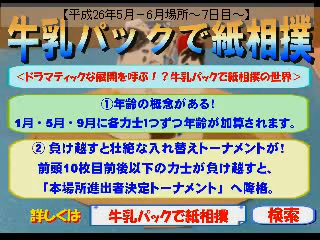 【平成26年5月-6月場所~7日目~】
牛乳パックで紙相撲
<ドラマティックな展開を呼ぶ!?牛乳パックで紙相撲の世界>
①年齢の概念がある!
1月・5月・9月に各力士1つずつ年齢が加算されます。
②負け越すと壮絶な入れ替えトーナメントが!
前頭10枚目前後以下の力士が負け越すと、
「本場所進出者決定トーナメント」へ降格。
詳しくは 牛乳パックで紙相撲 検索